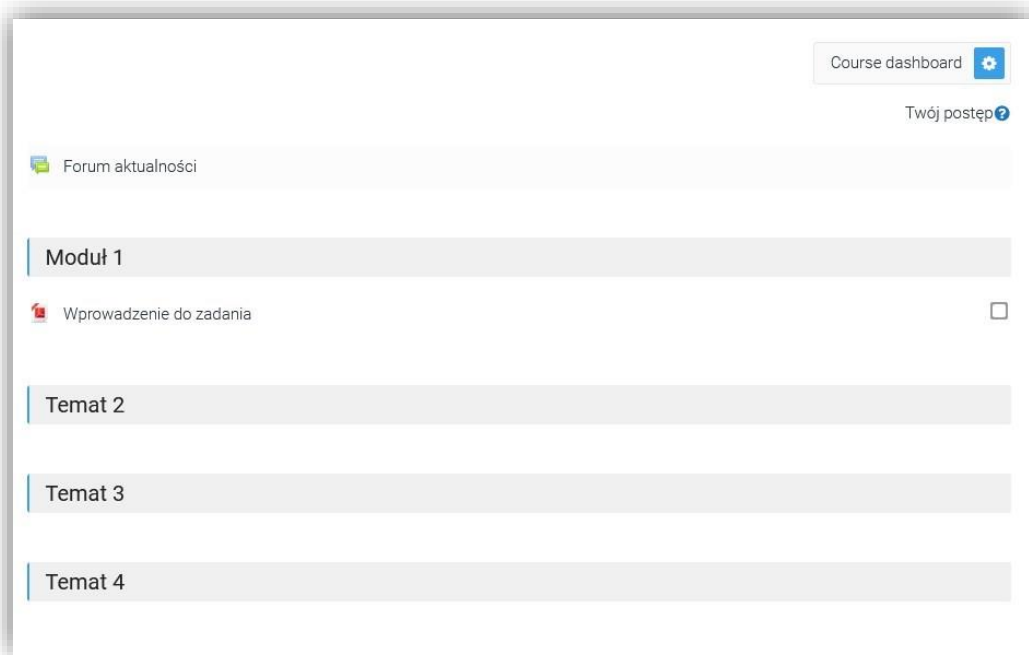 Course dashboard
Twój postęp
Forum aktualności
Moduł 1
Wprowadzenie do zadania
Temat 2
Temat 3
Temat 4